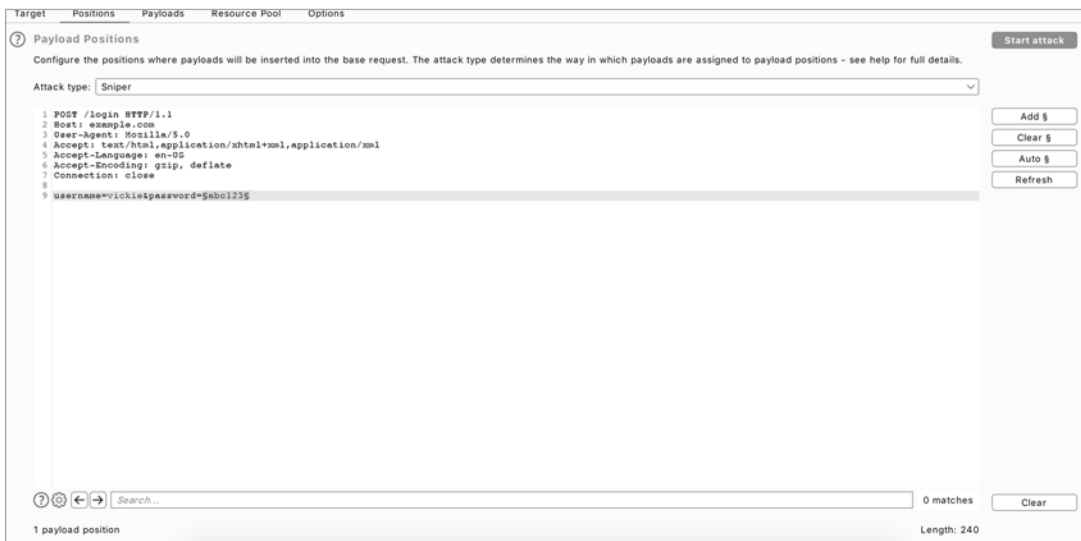 Target Positions Payloads Resource Pool Options
? Payload Positions
Start attack
Configure the positions where payloads will be inserted into the base request. The attack type determines the way in which payloads are assigned to payload positions - see help for full details.
Attack type: Sniper
Add §
Clear §
Auto §
Refresh
1 POST /login HTTP/1.1
2 Host: example.com
3 User-Agent: Mozilla/5.0
4 Accept: text/html,application/xhtml+xml,application/xml
5 Accept-Language: en-US
6 Accept-Encoding: gzip, deflate
7 Connection: close
8
9 username=vickie&password=§abc123§
? Search... 0 matches
Clear
1 payload position
Length: 240